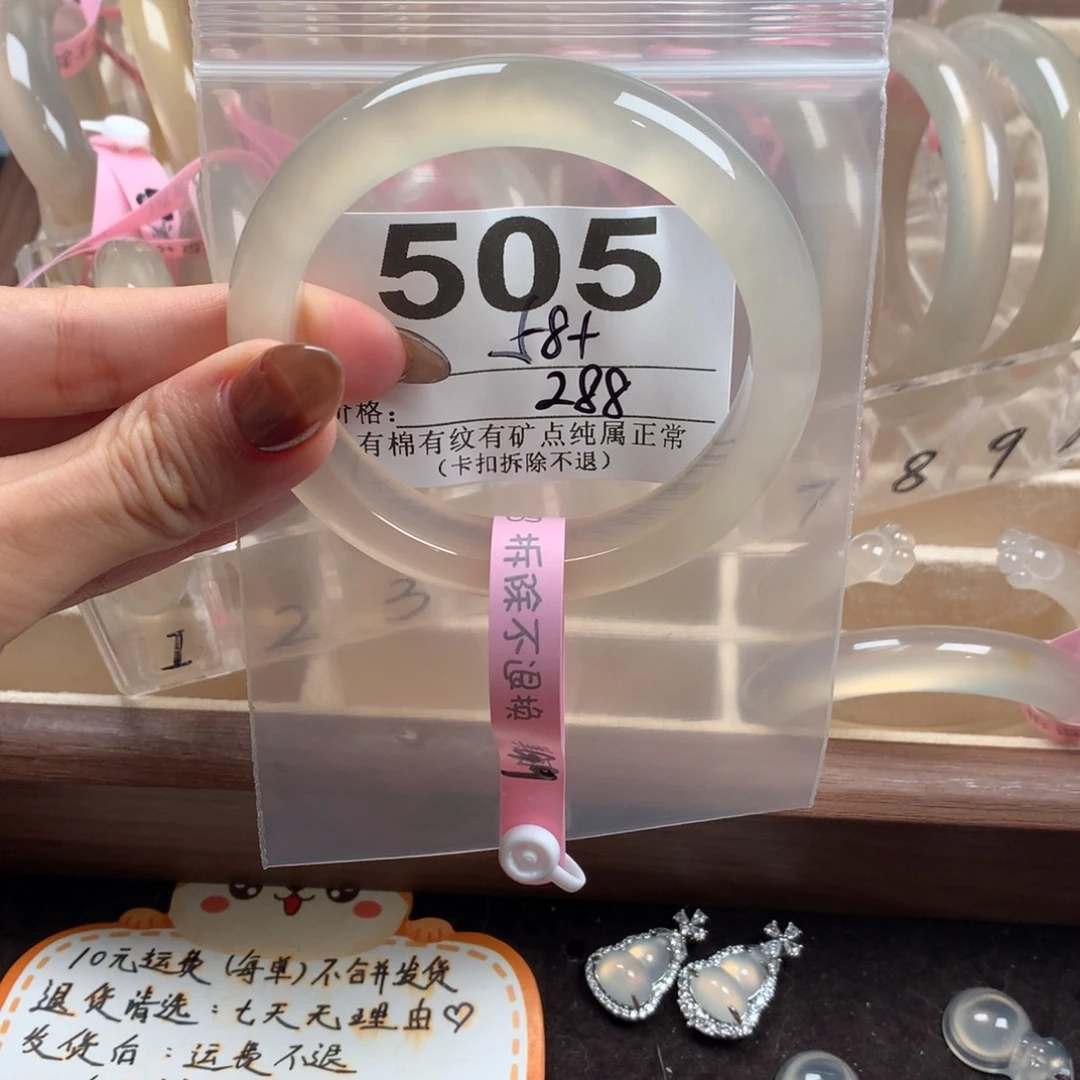 505
58+
288
价格:
有棉有纹有矿点纯属正常
(卡扣拆除不退)
拆除不退换
1
2
3
7
8
9
10元运费(每单)不合并发货
退货请选:七天无理由♡
发货后:运费不退